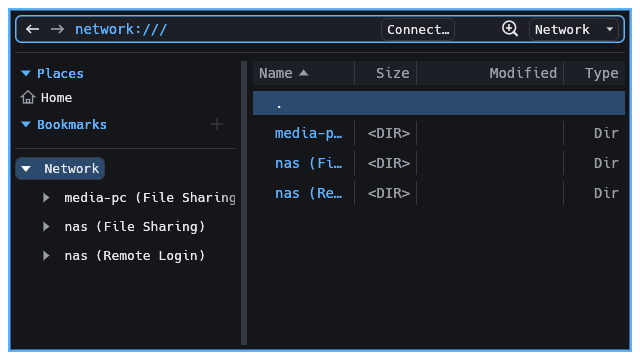 network:/// Connect… Network
Places
Home
Bookmarks
Network
media-pc (File Sharing
nas (File Sharing)
nas (Remote Login)
Name Size Modified Type
.
media-p… <DIR> Dir
nas (Fi… <DIR> Dir
nas (Re… <DIR> Dir